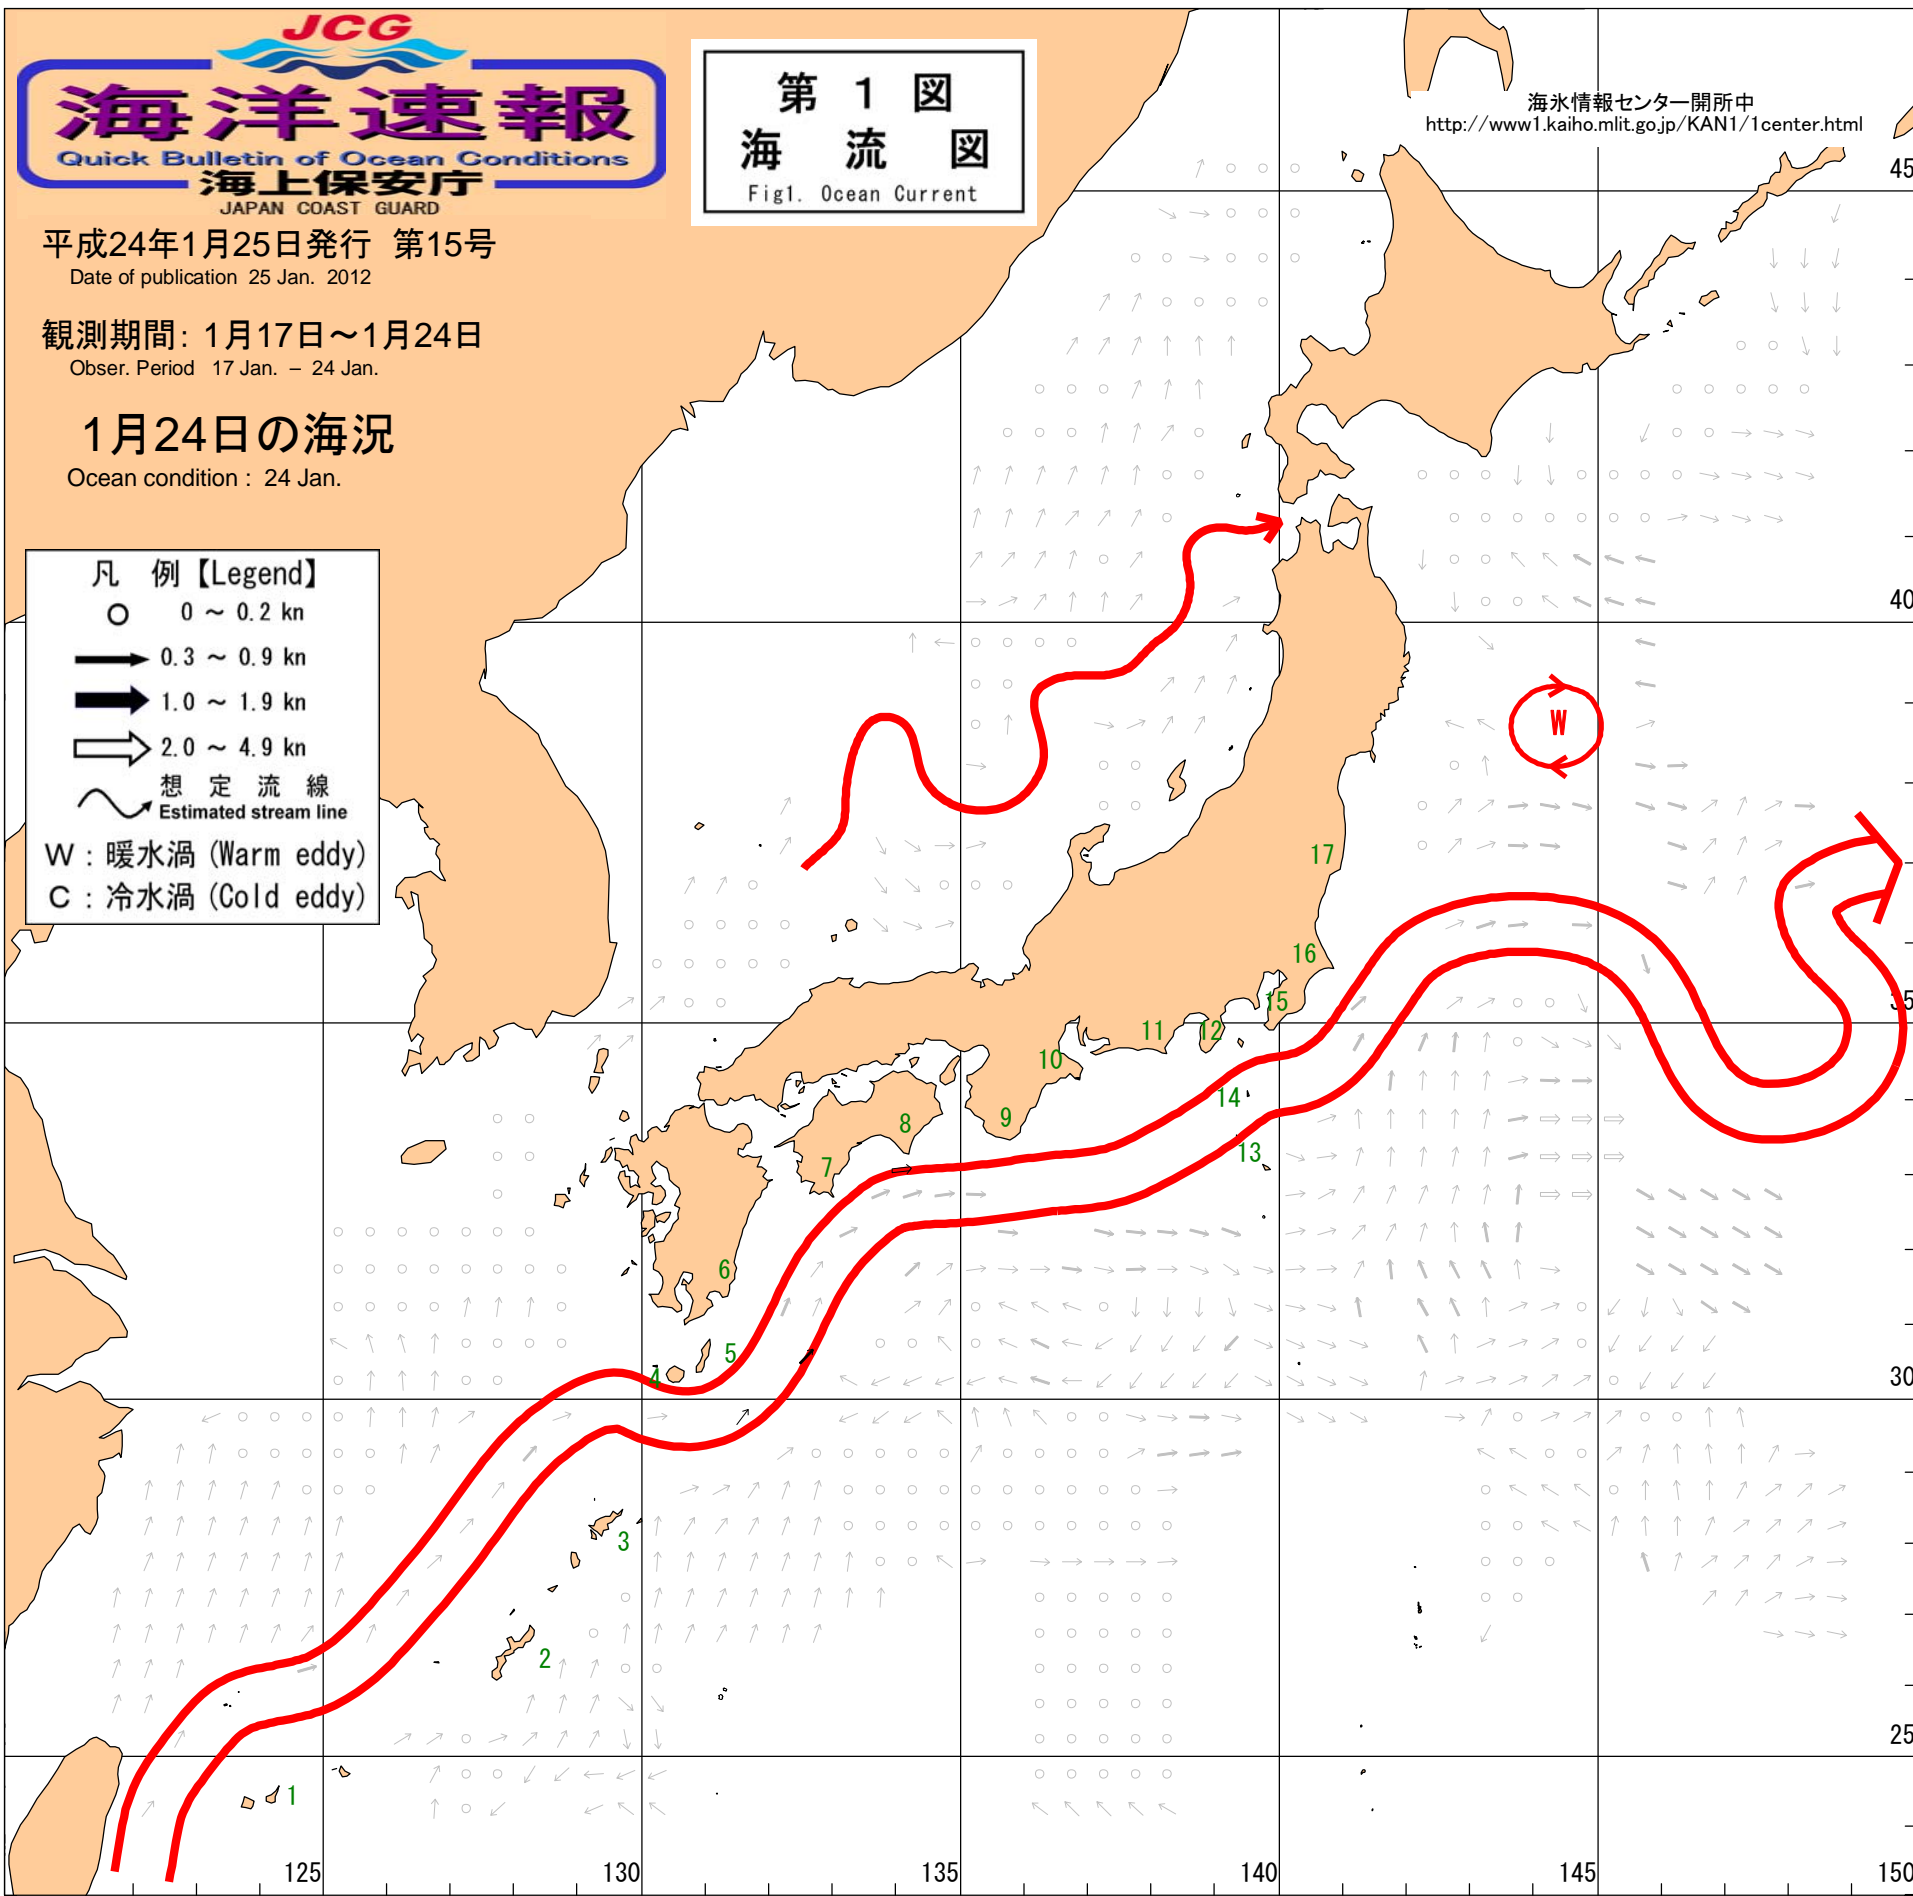 JCG
海洋速報
Quick Bulletin of Ocean Conditions
海上保安庁
JAPAN COAST GUARD
第 1 図
海 流 図
Fig1. Ocean Current
海氷情報センター開所中
http://www1.kaiho.mlit.go.jp/KAN1/1center.html
平成24年1月25日発行 第15号
Date of publication 25 Jan. 2012
観測期間: 1月17日～1月24日
Obser. Period 17 Jan. – 24 Jan.
1月24日の海況
Ocean condition : 24 Jan.
凡 例【Legend】
0 ～ 0.2 kn
0.3 ～ 0.9 kn
1.0 ～ 1.9 kn
2.0 ～ 4.9 kn
想 定 流 線
Estimated stream line
W : 暖水渦 (Warm eddy)
C : 冷水渦 (Cold eddy)
45
40
W
17
16
35
15
12
11
10
14
9
8
13
7
6
5
4
30
3
2
25
1
125
130
135
140
145
150